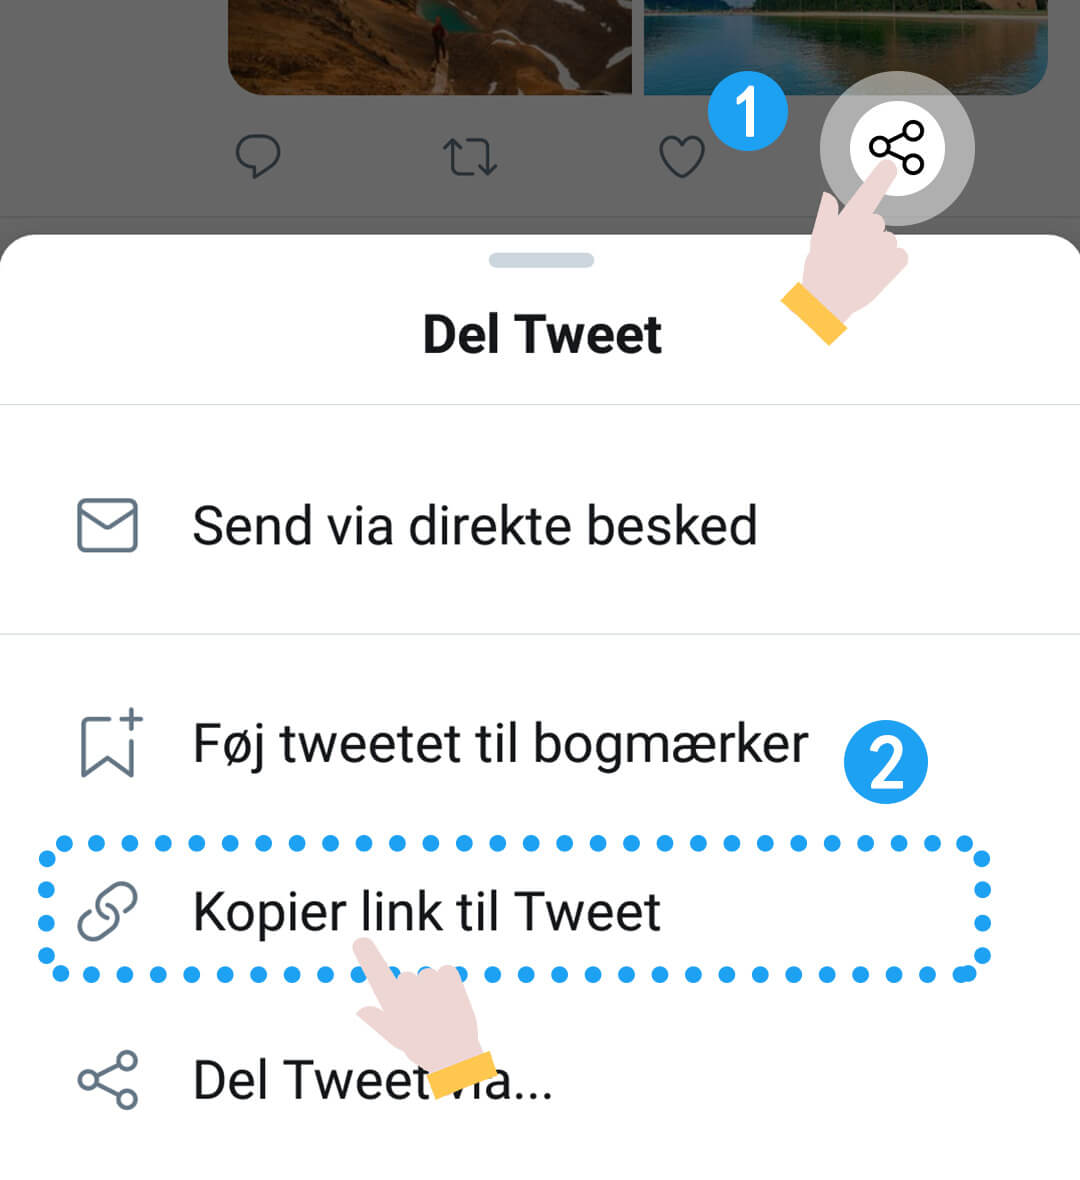 1
Del Tweet
Send via direkte besked
Føj tweetet til bogmærker
2
Kopier link til Tweet
Del Tweet via...